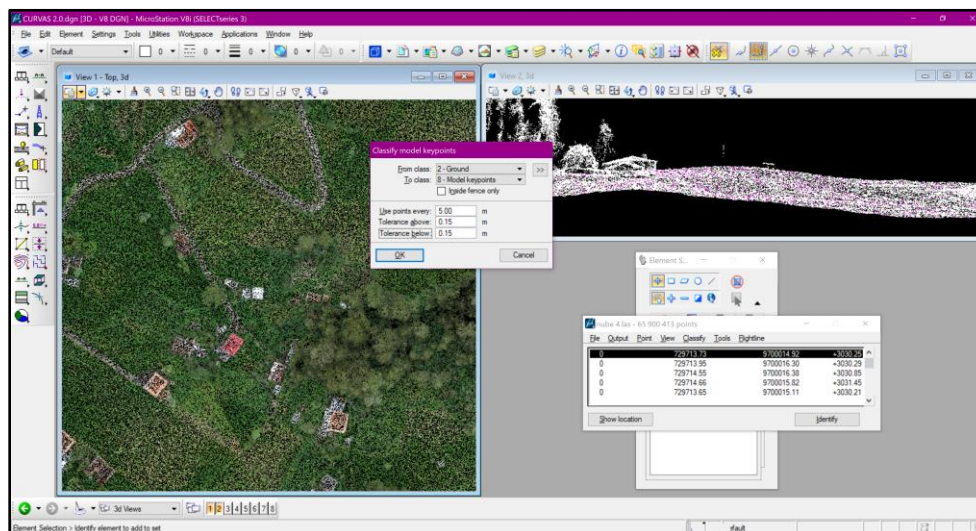 CURVAS 2.0.dgn [3D - V8 DGN] - MicroStation V8i (SELECTseries 3)
File Edit Element Settings Tools Utilities Workspace Applications Window Help
Default 0 0 0 0 0
View 1 - Top, 3d
View 2, 3d
Classify model keypoints
From class: 2 - Ground >>
To class: 8 - Model keypoints
Inside fence only
Use points every: 5.00 m
Tolerance above: 0.15 m
Tolerance below: 0.15 m
OK Cancel
Element S...
nube 4.las - 65 900 413 points
File Output Point View Classify Tools Flightline
0 729713.73 9700014.92 +3030.25
0 729713.95 9700016.30 +3030.29
0 729714.55 9700016.38 +3030.85
0 729714.66 9700015.82 +3031.45
0 729713.65 9700015.11 +3030.21
Show location Identify
3d Views 1 2 3 4 5 6 7 8
Element Selection > Identify element to add to set